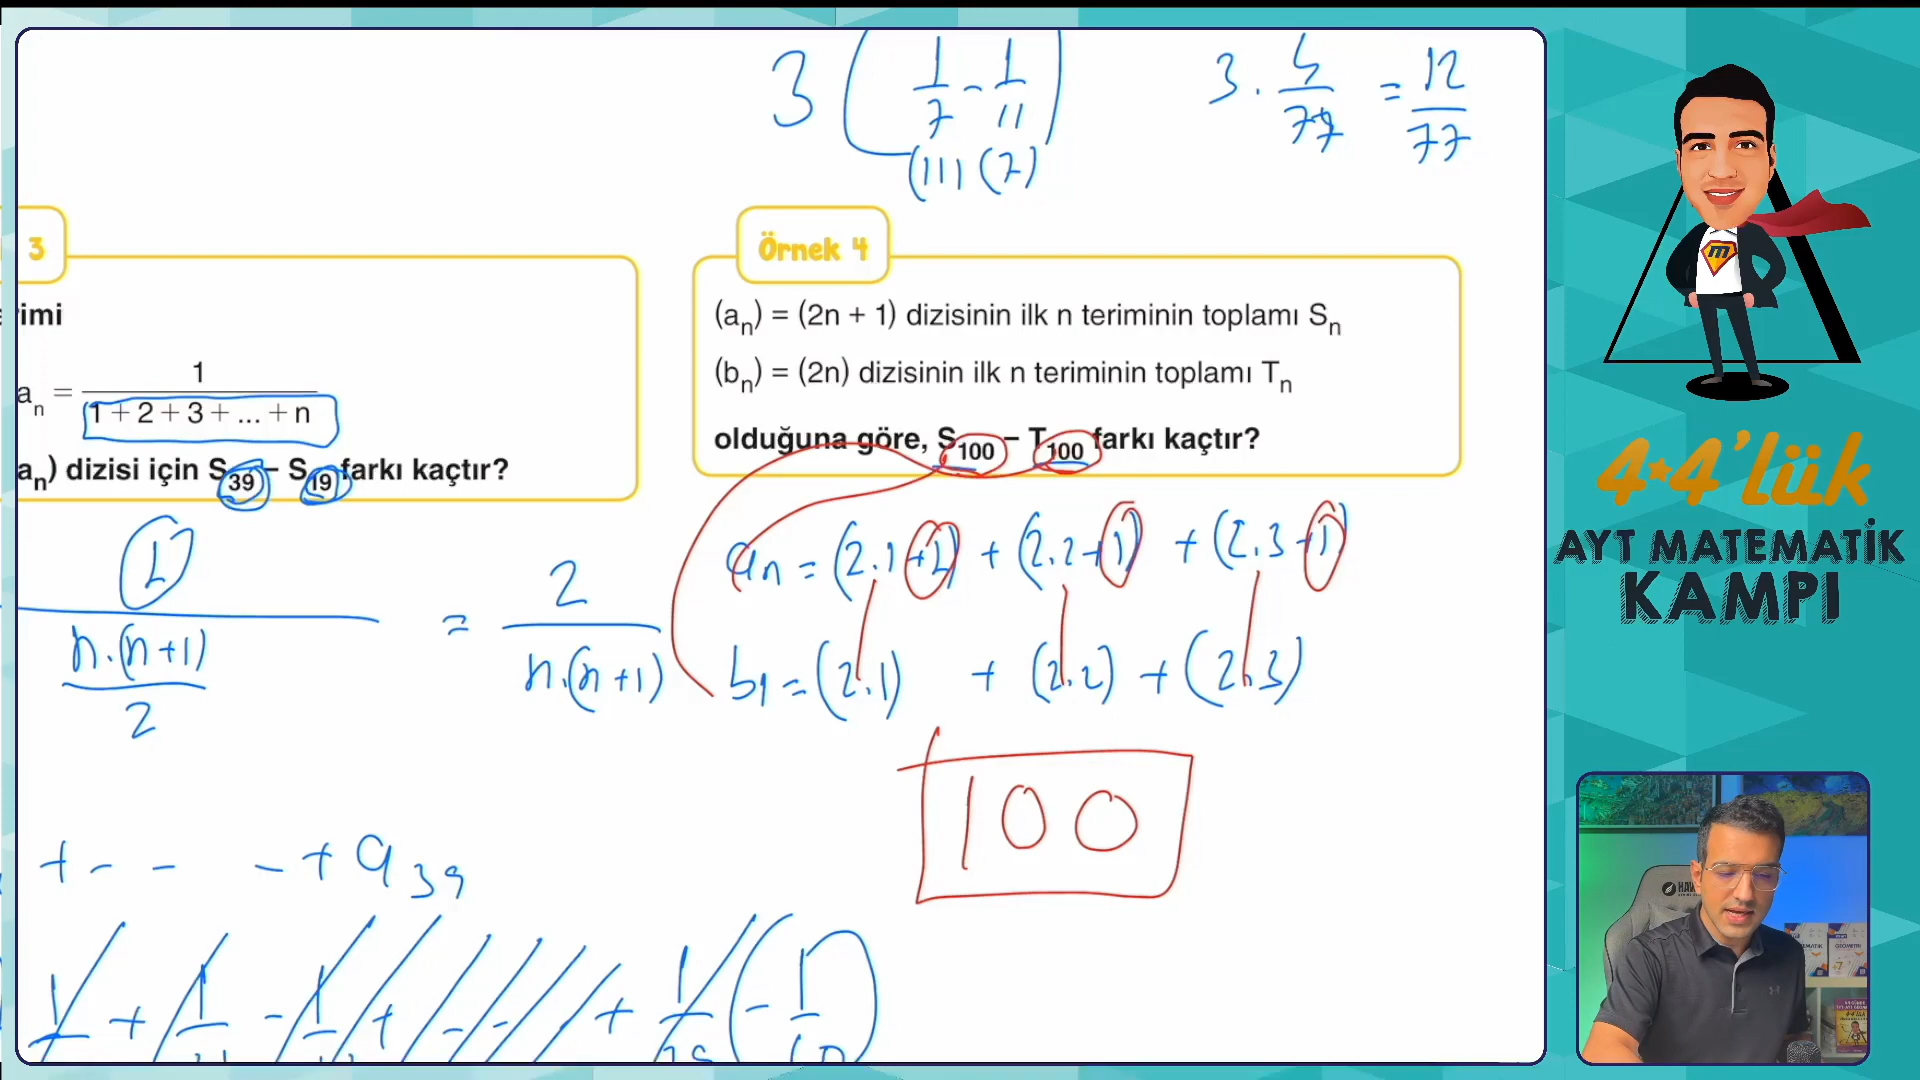 3 ( 1/7 - 1/11 )
(11) (7)
3 . 4/77 = 12/77
3
rimi
a_n = 1 / (1 + 2 + 3 + ... + n)
a_n) dizisi için S_39 – S_19 farkı kaçtır?
1 / (n.(n+1)/2) = 2 / (n.(n+1))
+ - - - + a_39
Örnek 4
(a_n) = (2n + 1) dizisinin ilk n teriminin toplamı S_n
(b_n) = (2n) dizisinin ilk n teriminin toplamı T_n
olduğuna göre, S_100 – T_100 farkı kaçtır?
a_n = (2.1+1) + (2.2+1) + (2.3+1)
b_1 = (2.1) + (2.2) + (2.3)
100
m
4★4'lük
AYT MATEMATİK
KAMPI